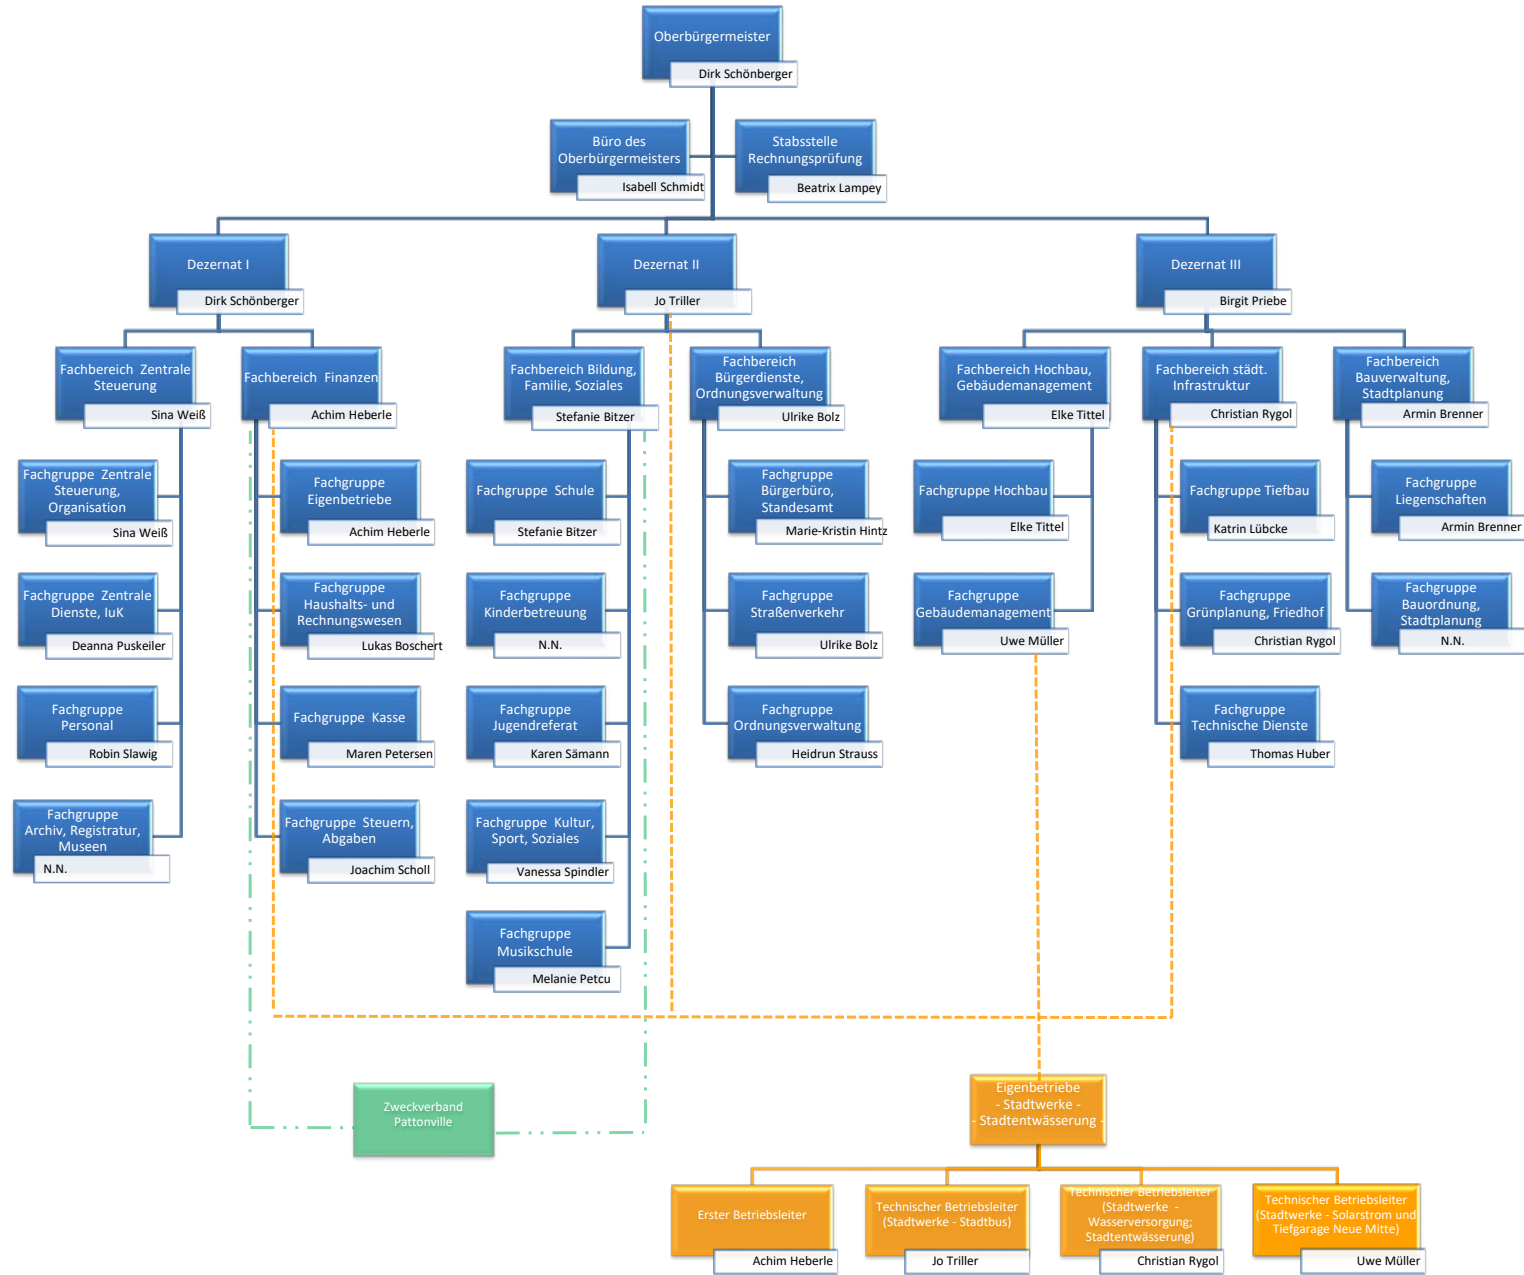 Oberbürgermeister
Dirk Schönberger
Büro des
Oberbürgermeisters
Isabell Schmidt
Stabsstelle
Rechnungsprüfung
Beatrix Lampey
Dezernat I
Dirk Schönberger
Dezernat II
Jo Triller
Dezernat III
Birgit Priebe
Fachbereich Zentrale
Steuerung
Sina Weiß
Fachbereich Finanzen
Achim Heberle
Fachbereich Bildung,
Familie, Soziales
Stefanie Bitzer
Fachbereich
Bürgerdienste,
Ordnungsverwaltung
Ulrike Bolz
Fachbereich Hochbau,
Gebäudemanagement
Elke Tittel
Fachbereich städt.
Infrastruktur
Christian Rygol
Fachbereich
Bauverwaltung,
Stadtplanung
Armin Brenner
Fachgruppe Zentrale
Steuerung,
Organisation
Sina Weiß
Fachgruppe
Eigenbetriebe
Achim Heberle
Fachgruppe Schule
Stefanie Bitzer
Fachgruppe
Bürgerbüro,
Standesamt
Marie-Kristin Hintz
Fachgruppe Hochbau
Elke Tittel
Fachgruppe Tiefbau
Katrin Lübcke
Fachgruppe
Liegenschaften
Armin Brenner
Fachgruppe Zentrale
Dienste, IuK
Deanna Puskeiler
Fachgruppe
Haushalts- und
Rechnungswesen
Lukas Boschert
Fachgruppe
Kinderbetreuung
N.N.
Fachgruppe
Straßenverkehr
Ulrike Bolz
Fachgruppe
Gebäudemanagement
Uwe Müller
Fachgruppe
Grünplanung, Friedhof
Christian Rygol
Fachgruppe
Bauordnung,
Stadtplanung
N.N.
Fachgruppe
Personal
Robin Slawig
Fachgruppe Kasse
Maren Petersen
Fachgruppe
Jugendreferat
Karen Sämann
Fachgruppe
Ordnungsverwaltung
Heidrun Strauss
Fachgruppe
Technische Dienste
Thomas Huber
Fachgruppe
Archiv, Registratur,
Museen
N.N.
Fachgruppe Steuern,
Abgaben
Joachim Scholl
Fachgruppe Kultur,
Sport, Soziales
Vanessa Spindler
Fachgruppe
Musikschule
Melanie Petcu
Zweckverband
Pattonville
Eigenbetriebe
- Stadtwerke -
- Stadtentwässerung -
Erster Betriebsleiter
Achim Heberle
Technischer Betriebsleiter
(Stadtwerke - Stadtbus)
Jo Triller
Technischer Betriebsleiter
(Stadtwerke -
Wasserversorgung;
Stadtentwässerung)
Christian Rygol
Technischer Betriebsleiter
(Stadtwerke - Solarstrom und
Tiefgarage Neue Mitte)
Uwe Müller